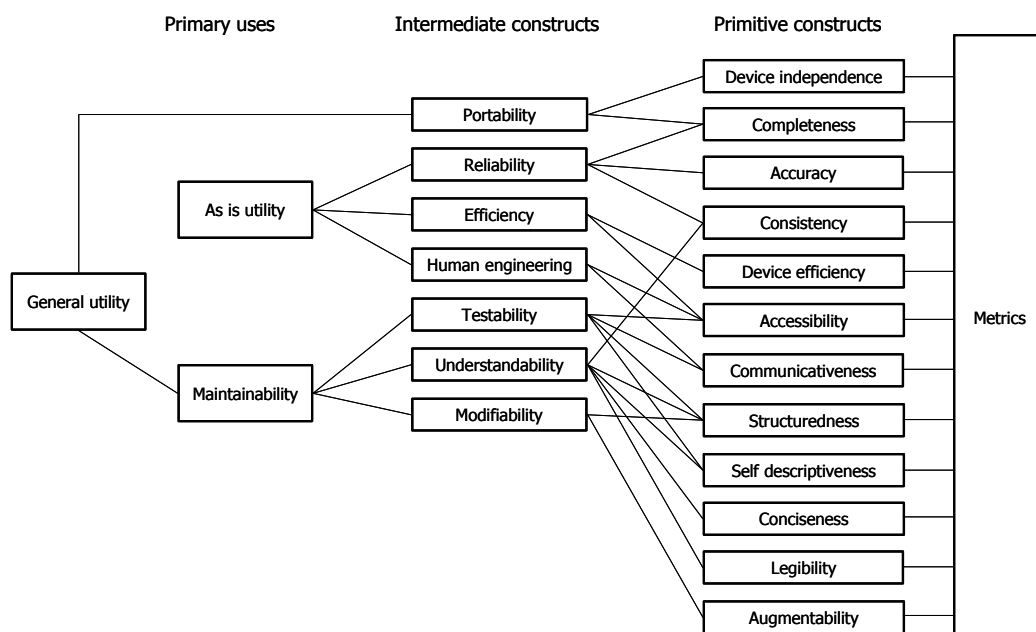 Primary uses
Intermediate constructs
Primitive constructs
Device independence
Portability
Completeness
Reliability
Accuracy
As is utility
Efficiency
Consistency
Human engineering
Device efficiency
General utility
Testability
Accessibility
Metrics
Understandability
Communicativeness
Maintainability
Modifiability
Structuredness
Self descriptiveness
Conciseness
Legibility
Augmentability